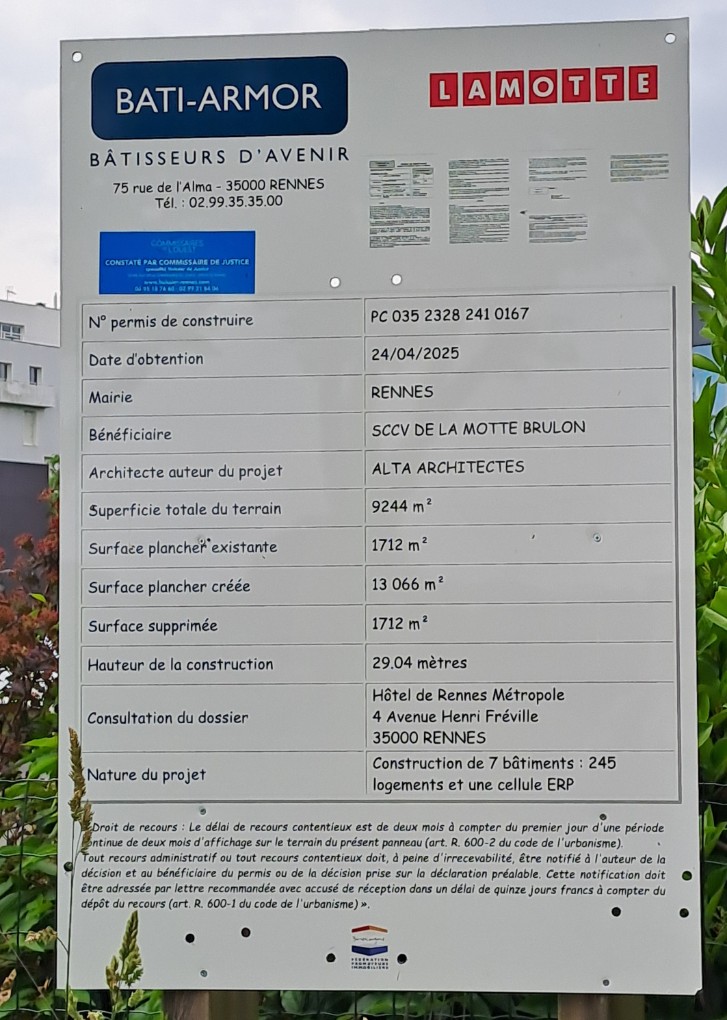 BATI-ARMOR
LAMOTTE
BÂTISSEURS D'AVENIR
75 rue de l'Alma - 35000 RENNES
Tél. : 02.99.35.35.00
COMMISSAIRES
CONSTATÉ PAR COMMISSAIRE DE JUSTICE
N° permis de construire PC 035 2328 241 0167
Date d'obtention 24/04/2025
Mairie RENNES
Bénéficiaire SCCV DE LA MOTTE BRULON
Architecte auteur du projet ALTA ARCHITECTES
Superficie totale du terrain 9244 m²
Surface plancher existante 1712 m²
Surface plancher créée 13 066 m²
Surface supprimée 1712 m²
Hauteur de la construction 29.04 mètres
Consultation du dossier
Hôtel de Rennes Métropole
4 Avenue Henri Fréville
35000 RENNES
Nature du projet
Construction de 7 bâtiments : 245
logements et une cellule ERP
Droit de recours : Le délai de recours contentieux est de deux mois à compter du premier jour d'une période
continue de deux mois d'affichage sur le terrain du présent panneau (art. R. 600-2 du code de l'urbanisme).
Tout recours administratif ou tout recours contentieux doit, à peine d'irrecevabilité, être notifié à l'auteur de la
décision et au bénéficiaire du permis ou de la décision prise sur la déclaration préalable. Cette notification doit
être adressée par lettre recommandée avec accusé de réception dans un délai de quinze jours francs à compter du
dépôt du recours (art. R. 600-1 du code de l'urbanisme) ».
FÉDÉRATION
PROMOTEURS
IMMOBILIERS